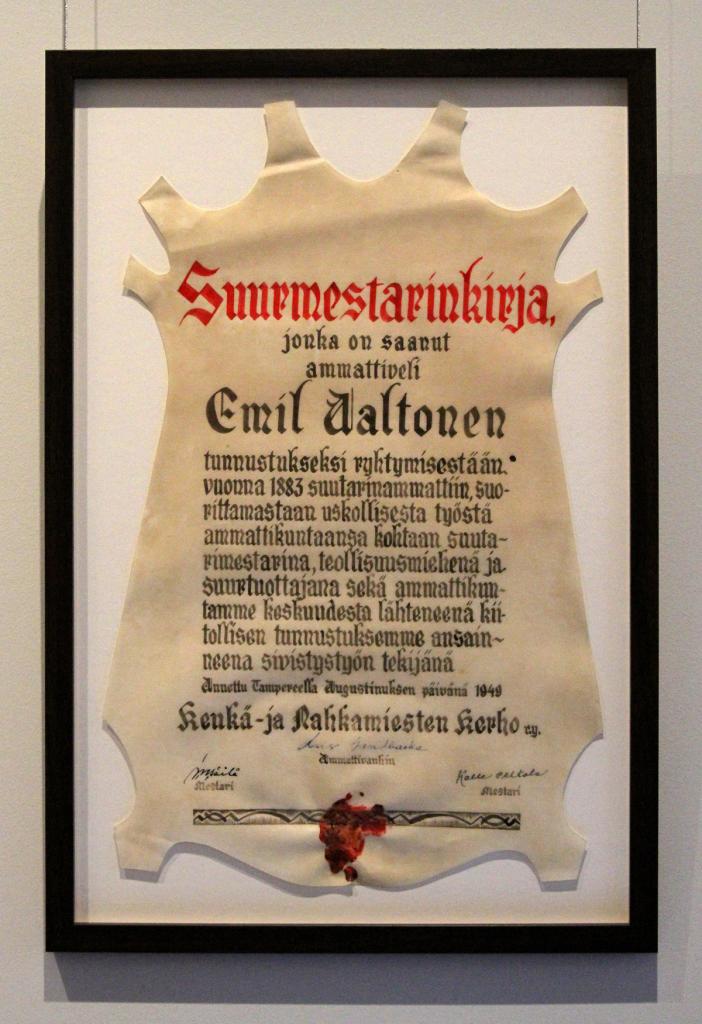 Suurmestarinkirja,
jonka on saanut
ammattiveli
Emil Aaltonen
tunnustukseksi ryhtymisestään
vuonna 1883 suutarinammattiin, suo-
rittamastaan uskollisesta työstä
ammattikuntaansa kohtaan suuta-
rimestarina, teollisuusmiehenä ja
suurtuottajana sekä ammattikun-
tamme keskuudesta lähteneenä kii-
tollisen tunnustuksemme ansain-
neena sivistystyön tekijänä
Annettu Tampereella Augustinuksen päivänä 1949
Kenkä- ja Nahkamiesten Kerho r.y.
Ammattivanhin
Mestari
Kalle Peltola
Mestari